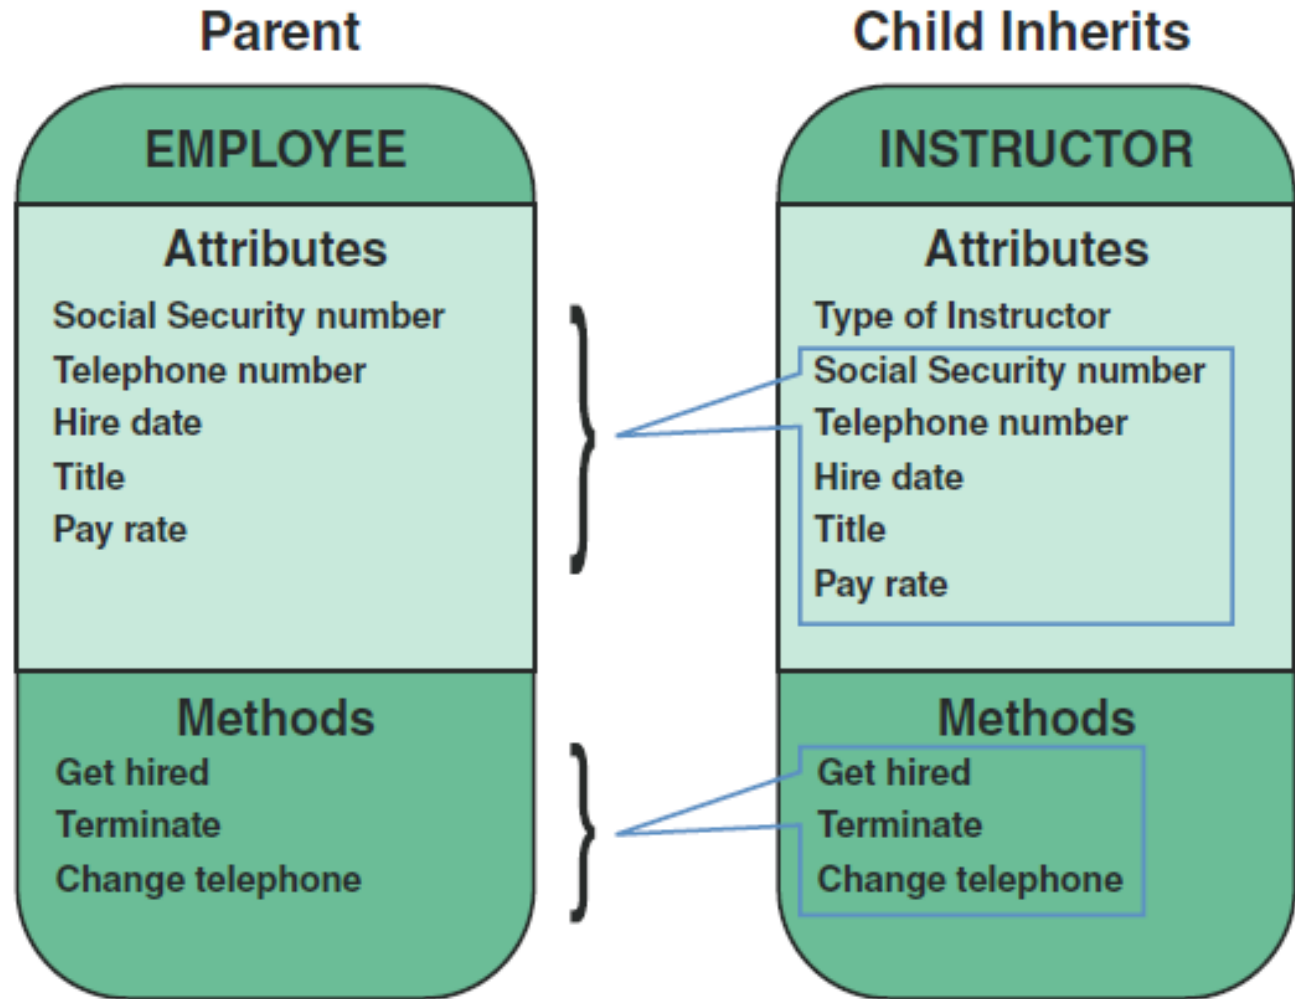 Parent
EMPLOYEE
Attributes
Social Security number
Telephone number
Hire date
Title
Pay rate
Methods
Get hired
Terminate
Change telephone
Child Inherits
INSTRUCTOR
Attributes
Type of Instructor
Social Security number
Telephone number
Hire date
Title
Pay rate
Methods
Get hired
Terminate
Change telephone